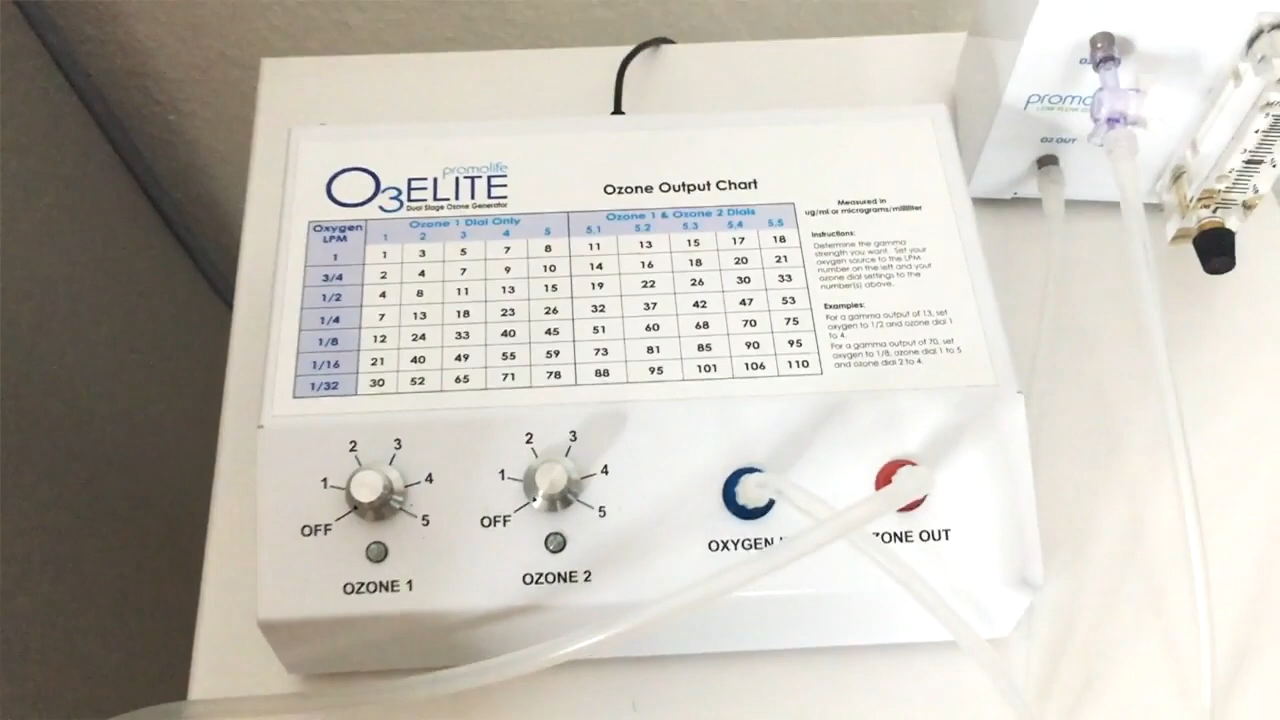 promolife
O3ELITE
Dual Stage Ozone Generator
Ozone Output Chart
Measured in
ug/ml or micrograms/milliliter
Oxygen LPM Ozone 1 Dial Only Ozone 1 & Ozone 2 Dials
1 2 3 4 5 5.1 5.2 5.3 5.4 5.5
1 1 3 5 7 8 11 13 15 17 18
3/4 2 4 7 9 10 14 16 18 20 21
1/2 4 8 11 13 15 19 22 26 30 33
1/4 7 13 18 23 26 32 37 42 47 53
1/8 12 24 33 40 45 51 60 68 70 75
1/16 21 40 49 55 59 73 81 85 90 95
1/32 30 52 65 71 78 88 95 101 106 110
Instructions:
Determine the gamma
strength you want. Set your
oxygen source to the LPM
number on the left and your
ozone dial settings to the
number(s) above.
Examples:
For a gamma output of 13, set
oxygen to 1/2 and ozone dial 1
to 4.
For a gamma output of 70, set
oxygen to 1/8, ozone dial 1 to 5
and ozone dial 2 to 4.
OFF 1 2 3 4 5
OZONE 1
OFF 1 2 3 4 5
OZONE 2
OXYGEN
ZONE OUT
promo
O2 OUT